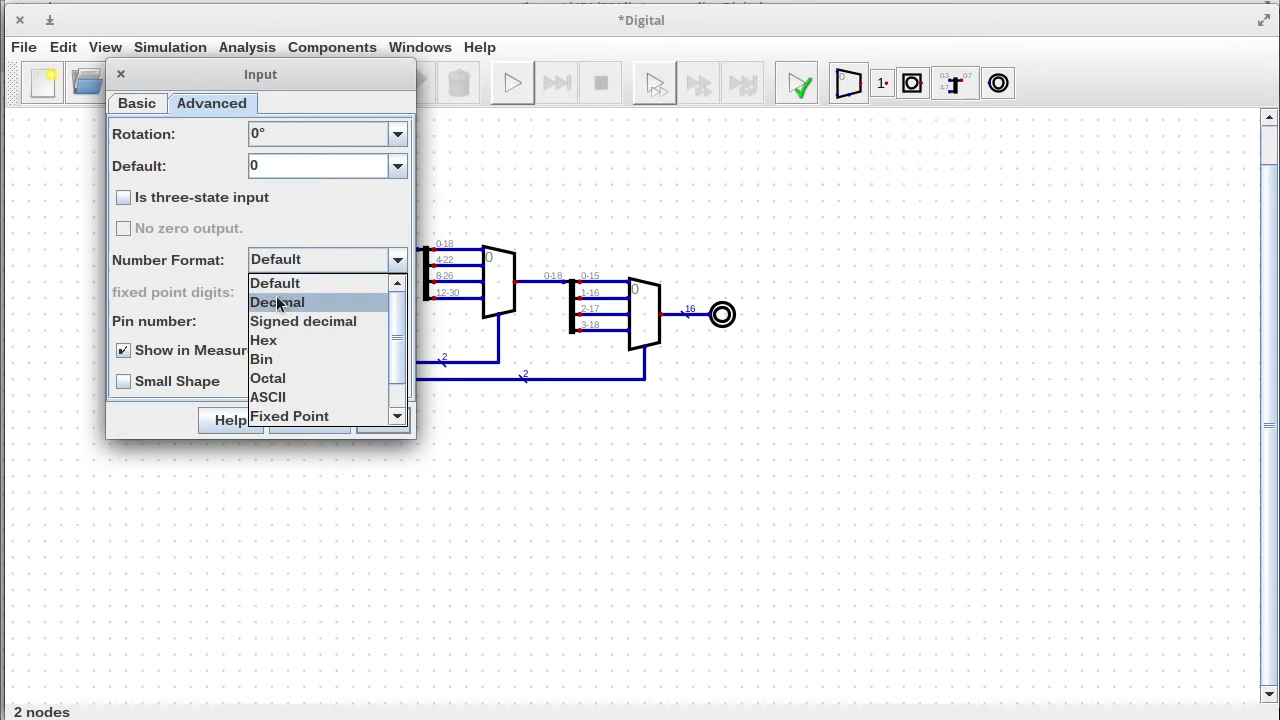 *Digital
File Edit View Simulation Analysis Components Windows Help
Input
1
Basic Advanced
Rotation: 0°
Default: 0
Is three-state input
No zero output.
Number Format: Default
Default
fixed point digits:
Decimal
Pin number:
Signed decimal
Hex
Show in Measur
Bin
Small Shape
Octal
ASCII
Help
Fixed Point
0-18
4-22
8-26
12-30
0
0-18
0-15
1-16
2-17
3-18
0
16
2
2
2 nodes